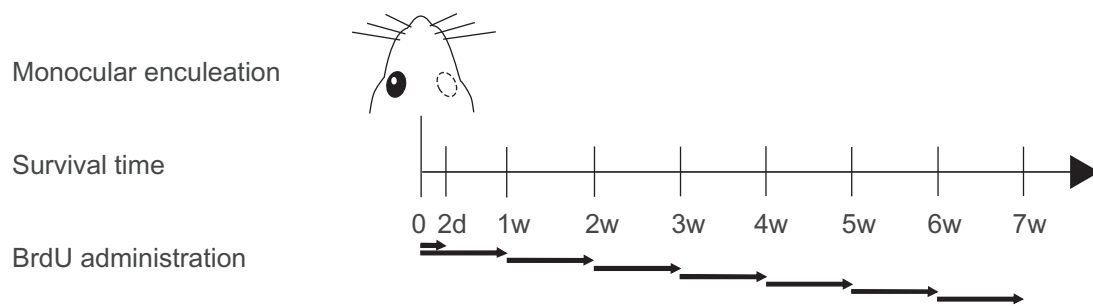 Monocular enculeation
Survival time
0 2d 1w 2w 3w 4w 5w 6w 7w
BrdU administration